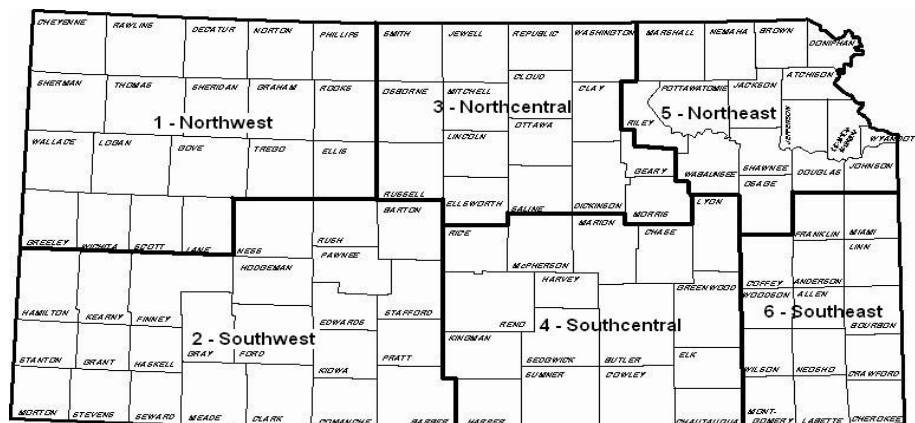 CHEYENNE RAWLINS DECATUR NORTON PHILLIPS SMITH JEWELL REPUBLIC WASHINGTON MARSHALL NEMAHA BROWN DONIPHAN
SHERMAN THOMAS SHERIDAN GRAHAM ROOKS OSBORNE MITCHELL CLOUD CLAY POTTAWATOMIE JACKSON ATCHISON
1 - Northwest
3 - Northcentral
5 - Northeast
WALLACE LOGAN GOVE TREGO ELLIS LINCOLN OTTAWA RILEY JEFFERSON WYANDOT
RUSSELL ELLSWORTH SALINE DICKINSON GEARY MORRIS WABAUNSEE SHAWNEE OSAGE DOUGLAS JOHNSON
GREELEY WICHITA SCOTT LANE NESS RUSH BARTON RICE McPHERSON MARION CHASE LYON FRANKLIN MIAMI
HODGEMAN PAWNEE HARVEY GREENWOOD COFFEY ANDERSON LINN
HAMILTON KEARNY FINNEY EDWARDS STAFFORD RENO WOODSON ALLEN BOURBON
2 - Southwest
4 - Southcentral
6 - Southeast
STANTON GRANT HASKELL GRAY FORD KIOWA PRATT KINGMAN SEDGWICK BUTLER ELK WILSON NEOSHO CRAWFORD
MORTON STEVENS SEWARD MEADE CLARK COMANCHE BARBER HARPER SUMNER COWLEY CHAUTAUQUA MONT-
GOMERY LABETTE CHEROKEE